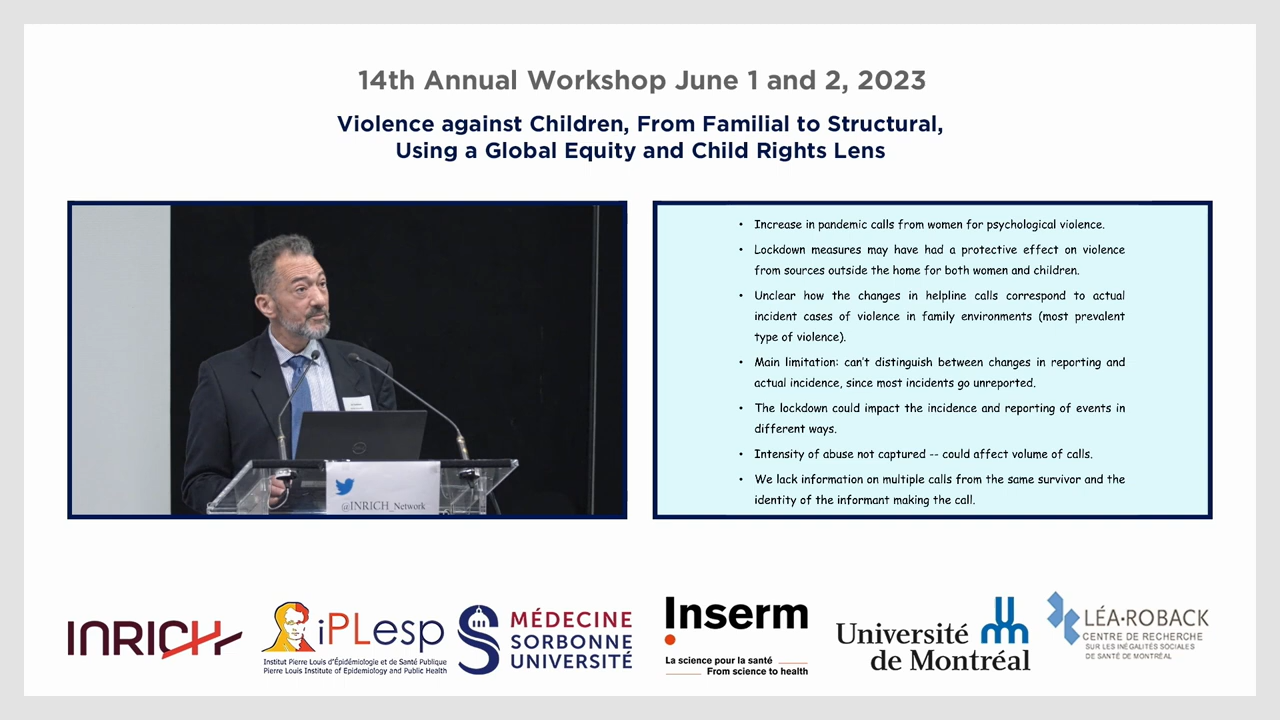 14th Annual Workshop June 1 and 2, 2023
Violence against Children, From Familial to Structural,
Using a Global Equity and Child Rights Lens
@INRICH_Network
• Increase in pandemic calls from women for psychological violence.
• Lockdown measures may have had a protective effect on violence
from sources outside the home for both women and children.
• Unclear how the changes in helpline calls correspond to actual
incident cases of violence in family environments (most prevalent
type of violence).
• Main limitation: can't distinguish between changes in reporting and
actual incidence, since most incidents go unreported.
• The lockdown could impact the incidence and reporting of events in
different ways.
• Intensity of abuse not captured -- could affect volume of calls.
• We lack information on multiple calls from the same survivor and the
identity of the informant making the call.
INRICH
iPLesp
Institut Pierre Louis d'Épidémiologie et de Santé Publique
Pierre Louis Institute of Epidemiology and Public Health
MÉDECINE
SORBONNE
UNIVERSITÉ
Inserm
La science pour la santé
From science to health
Université
de Montréal
LÉA-ROBACK
CENTRE DE RECHERCHE
SUR LES INÉGALITÉS SOCIALES
DE SANTÉ DE MONTRÉAL